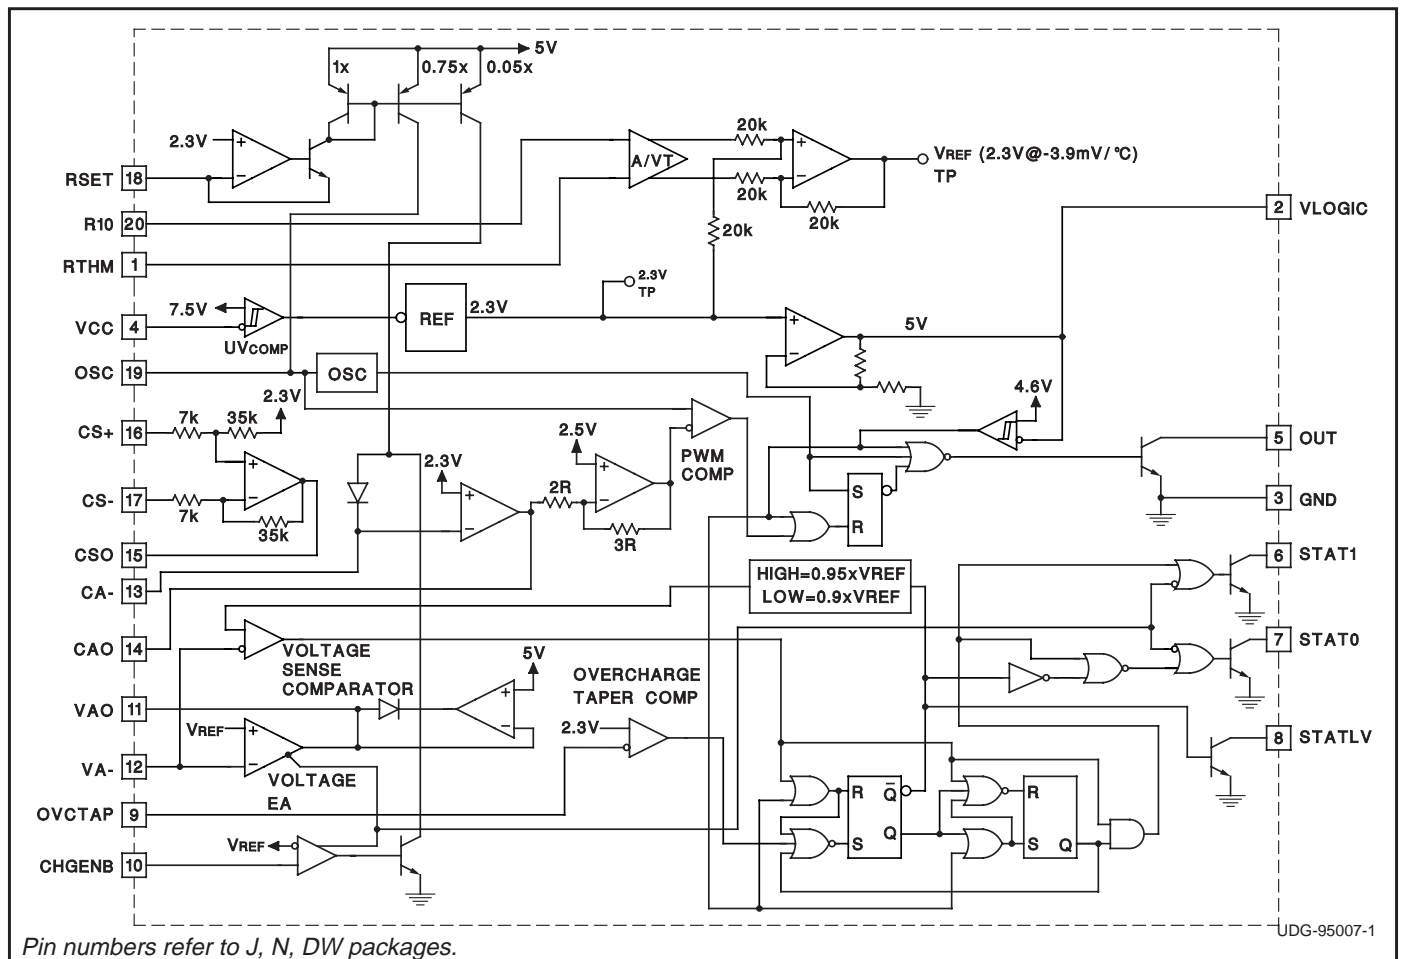 5V
1x
0.75x
0.05x
2.3V
RSET 18
R10 20
RTHM 1
A/VT
20k
20k
20k
20k
VREF (2.3V@-3.9mV/°C)
TP
2 VLOGIC
7.5V
VCC 4
UVCOMP
REF
2.3V
2.3V
TP
5V
OSC 19
OSC
4.6V
CS+ 16
7k
35k
2.3V
CS- 17
7k
35k
CSO 15
CA- 13
CAO 14
2.3V
2R
2.5V
3R
PWM
COMP
S
R
5 OUT
3 GND
6 STAT1
7 STAT0
8 STATLV
HIGH=0.95xVREF
LOW=0.9xVREF
VOLTAGE
SENSE
COMPARATOR
5V
OVERCHARGE
TAPER COMP
2.3V
VAO 11
VREF
VA- 12
VOLTAGE
EA
OVCTAP 9
VREF
CHGENB 10
R
Q̅
Q
S
R
S
Q
UDG-95007-1
Pin numbers refer to J, N, DW packages.